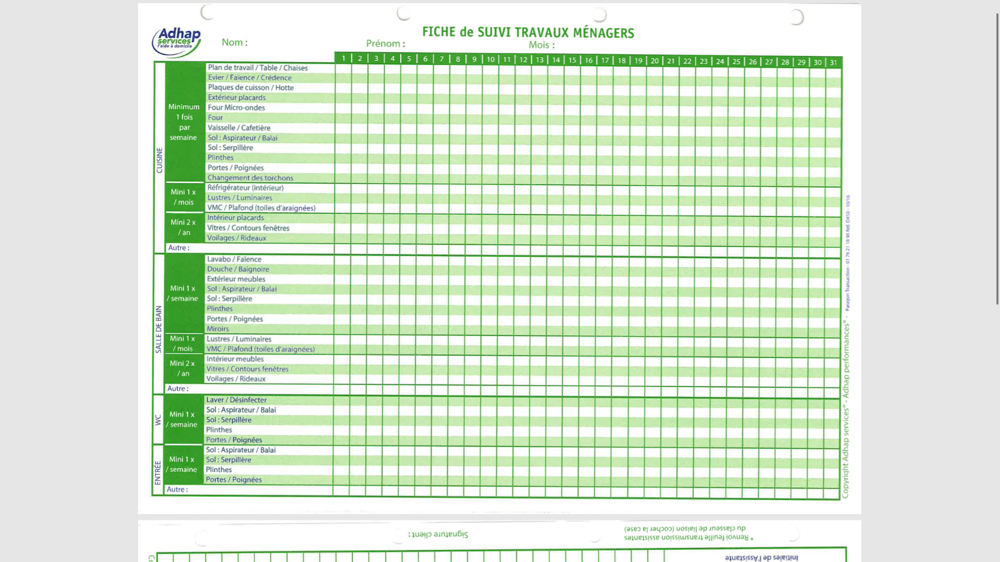 Adhap
services
l'aide à domicile
FICHE de SUIVI TRAVAUX MÉNAGERS
Nom :
Prénom :
Mois :
1 2 3 4 5 6 7 8 9 10 11 12 13 14 15 16 17 18 19 20 21 22 23 24 25 26 27 28 29 30 31
CUISINE
Minimum
1 fois
par
semaine
Plan de travail / Table / Chaises
Evier / Faïence / Crédence
Plaques de cuisson / Hotte
Extérieur placards
Four Micro-ondes
Four
Vaisselle / Cafetière
Sol : Aspirateur / Balai
Sol : Serpillère
Plinthes
Portes / Poignées
Changement des torchons
Mini 1 x
/ mois
Réfrigérateur (intérieur)
Lustres / Luminaires
VMC / Plafond (toiles d'araignées)
Mini 2 x
/ an
Intérieur placards
Vitres / Contours fenêtres
Voilages / Rideaux
Autre :
SALLE DE BAIN
Mini 1 x
/ semaine
Lavabo / Faïence
Douche / Baignoire
Extérieur meubles
Sol : Aspirateur / Balai
Sol : Serpillère
Plinthes
Portes / Poignées
Miroirs
Mini 1 x
/ mois
Lustres / Luminaires
VMC / Plafond (toiles d'araignées)
Mini 2 x
/ an
Intérieur meubles
Vitres / Contours fenêtres
Voilages / Rideaux
Autre :
WC
Mini 1 x
/ semaine
Laver / Désinfecter
Sol : Aspirateur / Balai
Sol : Serpillère
Plinthes
Portes / Poignées
ENTRÉE
Mini 1 x
/ semaine
Sol : Aspirateur / Balai
Sol : Serpillère
Plinthes
Portes / Poignées
Autre :
Copyright Adhap services® - Adhap performances® - Paragon Transaction - 01 76 21 18 96 Réf. D450 - 10/16
Signature client :
* Renvoi feuille transmission assistantes
du classeur de liaison (cocher la case)
Initiales de l'Assistante